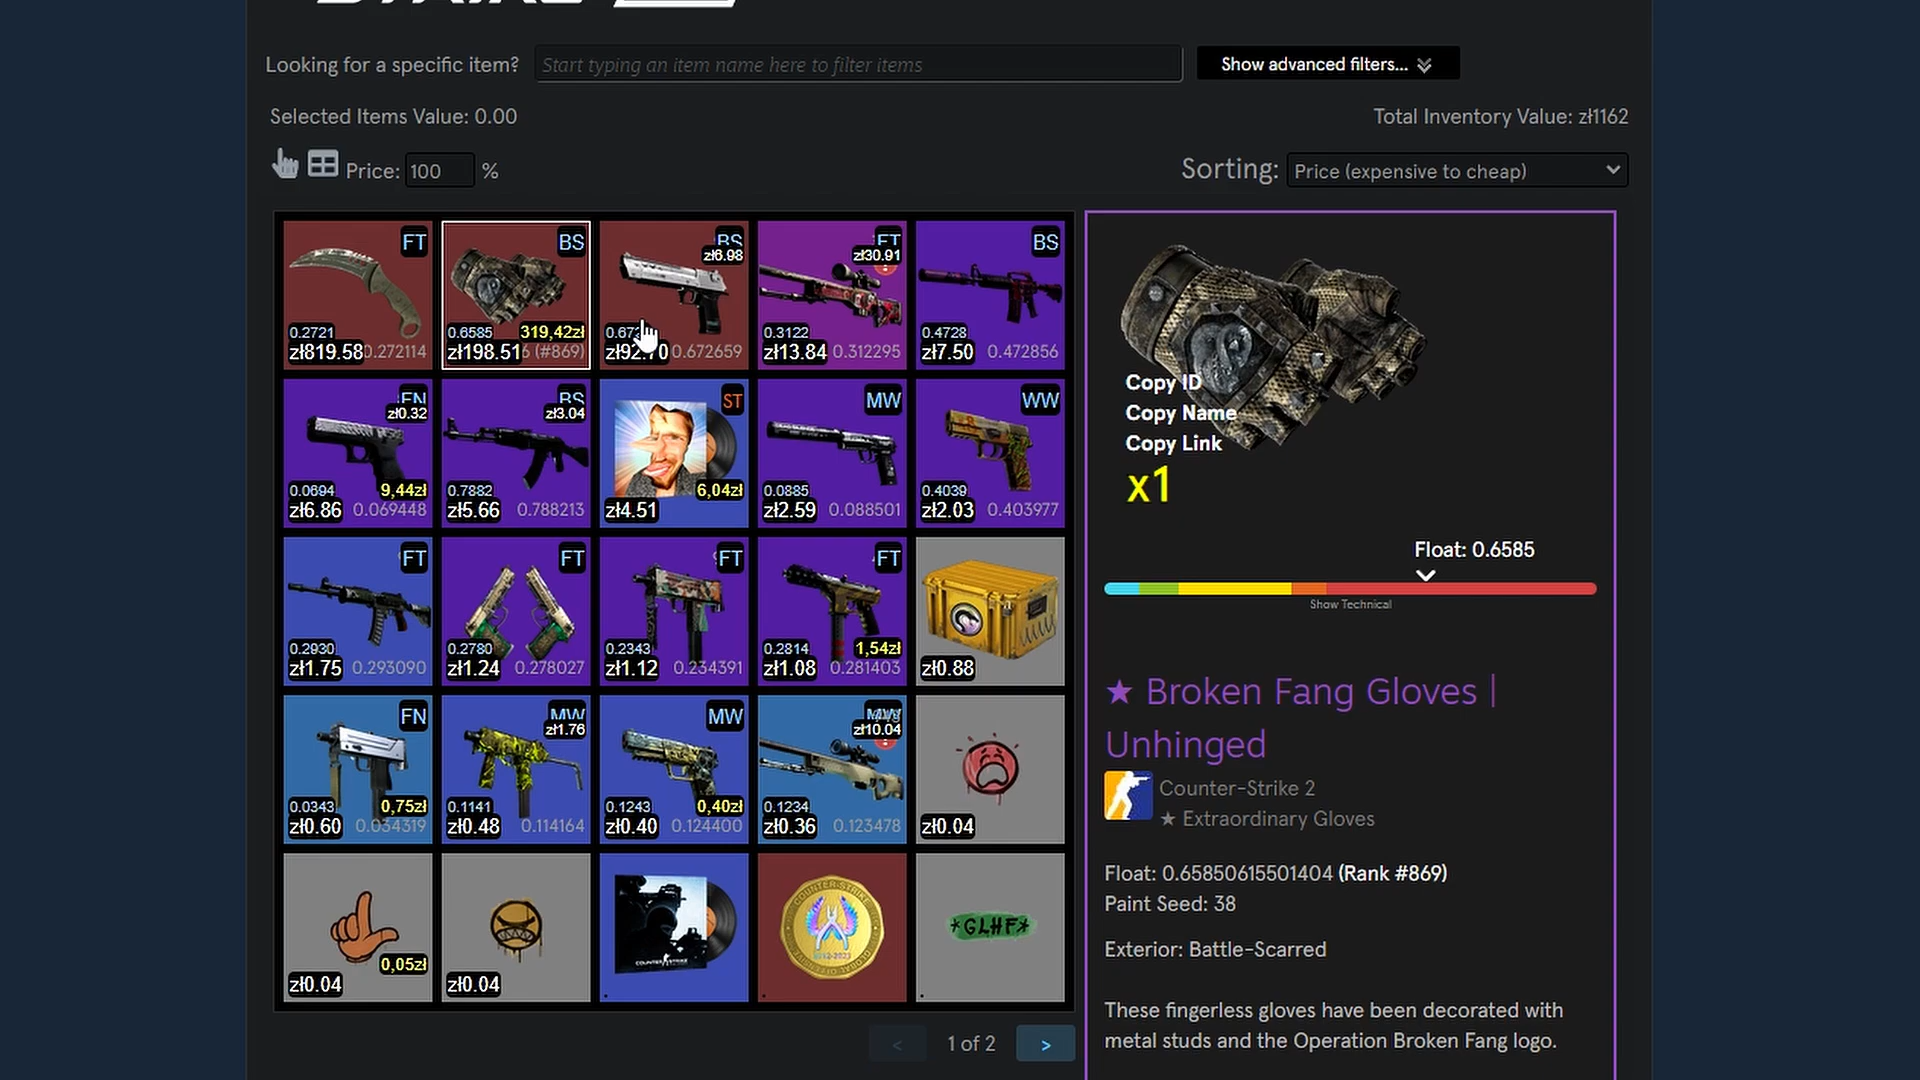 Looking for a specific item?
Start typing an item name here to filter items
Show advanced filters...
Selected Items Value: 0.00
Total Inventory Value: zł1162
Price: 100 %
Sorting: Price (expensive to cheap)
FT
0.2721
zł819.58 0.272114
BS
0.6585 319,42zł
zł198.51 6 (#869)
BS
zł6.98
zł92.70 0.672659
FT
zł30.91
0.3122
zł13.84 0.312295
BS
0.4728
zł7.50 0.472856
FN
zł0.32
0.0694 9,44zł
zł6.86 0.069448
BS
zł3.04
0.7882
zł5.66 0.788213
ST
6,04zł
zł4.51
MW
0.0885
zł2.59 0.088501
WW
0.4039
zł2.03 0.403977
FT
0.2930
zł1.75 0.293090
FT
0.2780
zł1.24 0.278027
FT
0.2343
zł1.12 0.234391
FT
0.2814 1,54zł
zł1.08 0.281403
zł0.88
FN
0.0343 0,75zł
zł0.60 0.034319
MW
zł1.76
0.1141
zł0.48 0.114164
MW
0.1243 0,40zł
zł0.40 0.124400
MW
zł10.04
0.1234
zł0.36 0.123478
zł0.04
0,05zł
zł0.04
zł0.04
COUNTER STRIKE
*GLHF*
< 1 of 2 >
Copy ID
Copy Name
Copy Link
x1
Float: 0.6585
Show Technical
★ Broken Fang Gloves |
Unhinged
Counter-Strike 2
★ Extraordinary Gloves
Float: 0.65850615501404 (Rank #869)
Paint Seed: 38
Exterior: Battle-Scarred
These fingerless gloves have been decorated with
metal studs and the Operation Broken Fang logo.